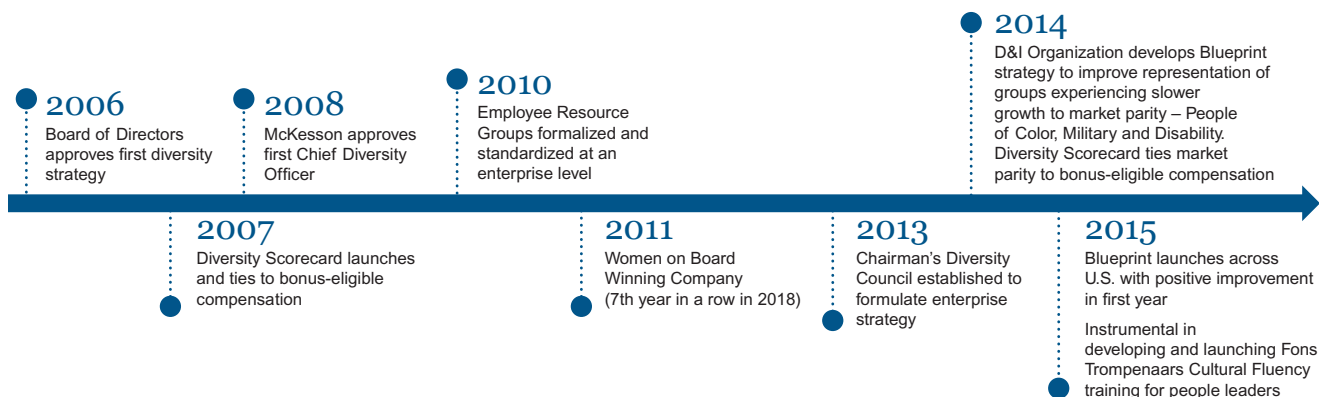 2006
Board of Directors
approves first diversity
strategy
2007
Diversity Scorecard launches
and ties to bonus-eligible
compensation
2008
McKesson approves
first Chief Diversity
Officer
2010
Employee Resource
Groups formalized and
standardized at an
enterprise level
2011
Women on Board
Winning Company
(7th year in a row in 2018)
2013
Chairman’s Diversity
Council established to
formulate enterprise
strategy
2014
D&I Organization develops Blueprint
strategy to improve representation of
groups experiencing slower
growth to market parity – People
of Color, Military and Disability.
Diversity Scorecard ties market
parity to bonus-eligible compensation
2015
Blueprint launches across
U.S. with positive improvement
in first year
Instrumental in
developing and launching Fons
Trompenaars Cultural Fluency
training for people leaders